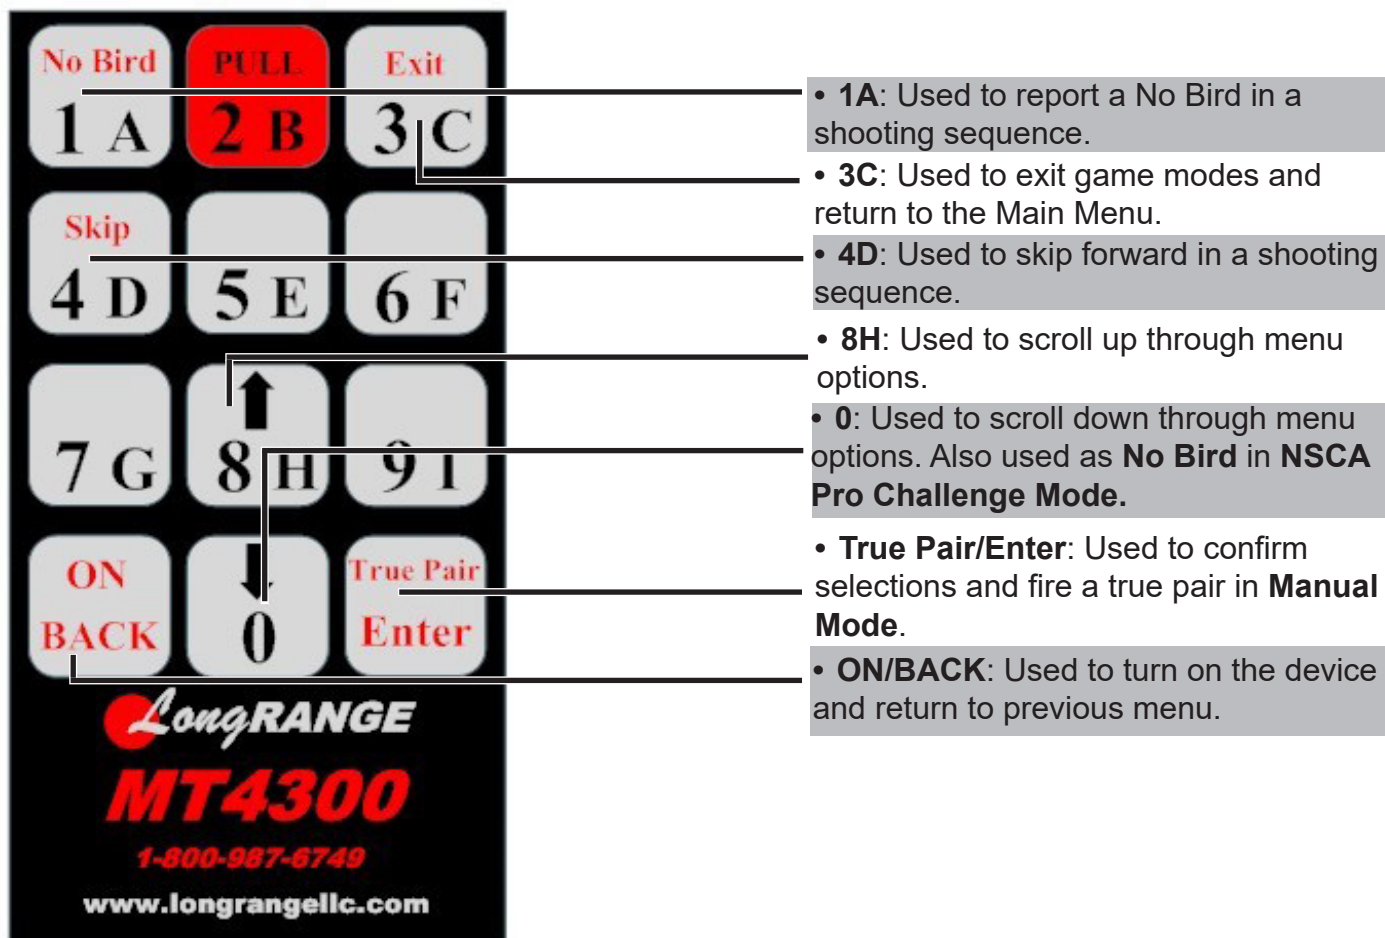 No Bird PULL Exit
1 A 2 B 3 C
Skip
4 D 5 E 6 F
7 G 8 H 9 I
ON True Pair
BACK 0 Enter
LongRANGE
MT4300
1-800-987-6749
www.longrangellc.com
• 1A: Used to report a No Bird in a
shooting sequence.
• 3C: Used to exit game modes and
return to the Main Menu.
• 4D: Used to skip forward in a shooting
sequence.
• 8H: Used to scroll up through menu
options.
• 0: Used to scroll down through menu
options. Also used as No Bird in NSCA
Pro Challenge Mode.
• True Pair/Enter: Used to confirm
selections and fire a true pair in Manual
Mode.
• ON/BACK: Used to turn on the device
and return to previous menu.